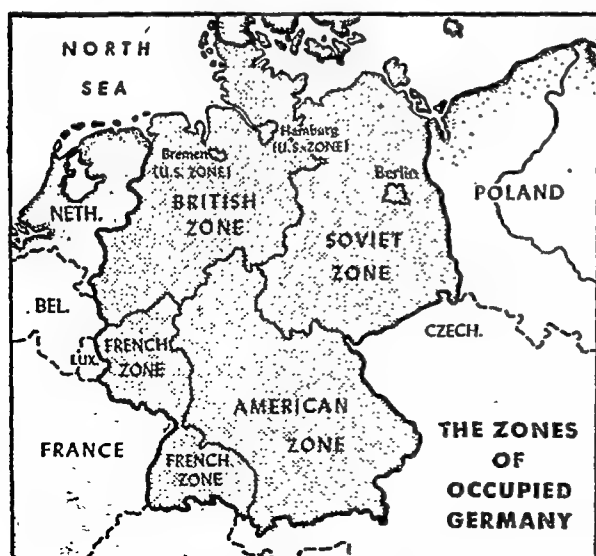 NORTH
SEA
Hamburg
[U.S. ZONE]
Bremen
[U.S. ZONE]
Berlin
NETH.
BRITISH
ZONE
POLAND
SOVIET
ZONE
BEL.
CZECH.
LUX.
FRENCH
ZONE
AMERICAN
ZONE
FRANCE
FRENCH
ZONE
THE ZONES
OF
OCCUPIED
GERMANY